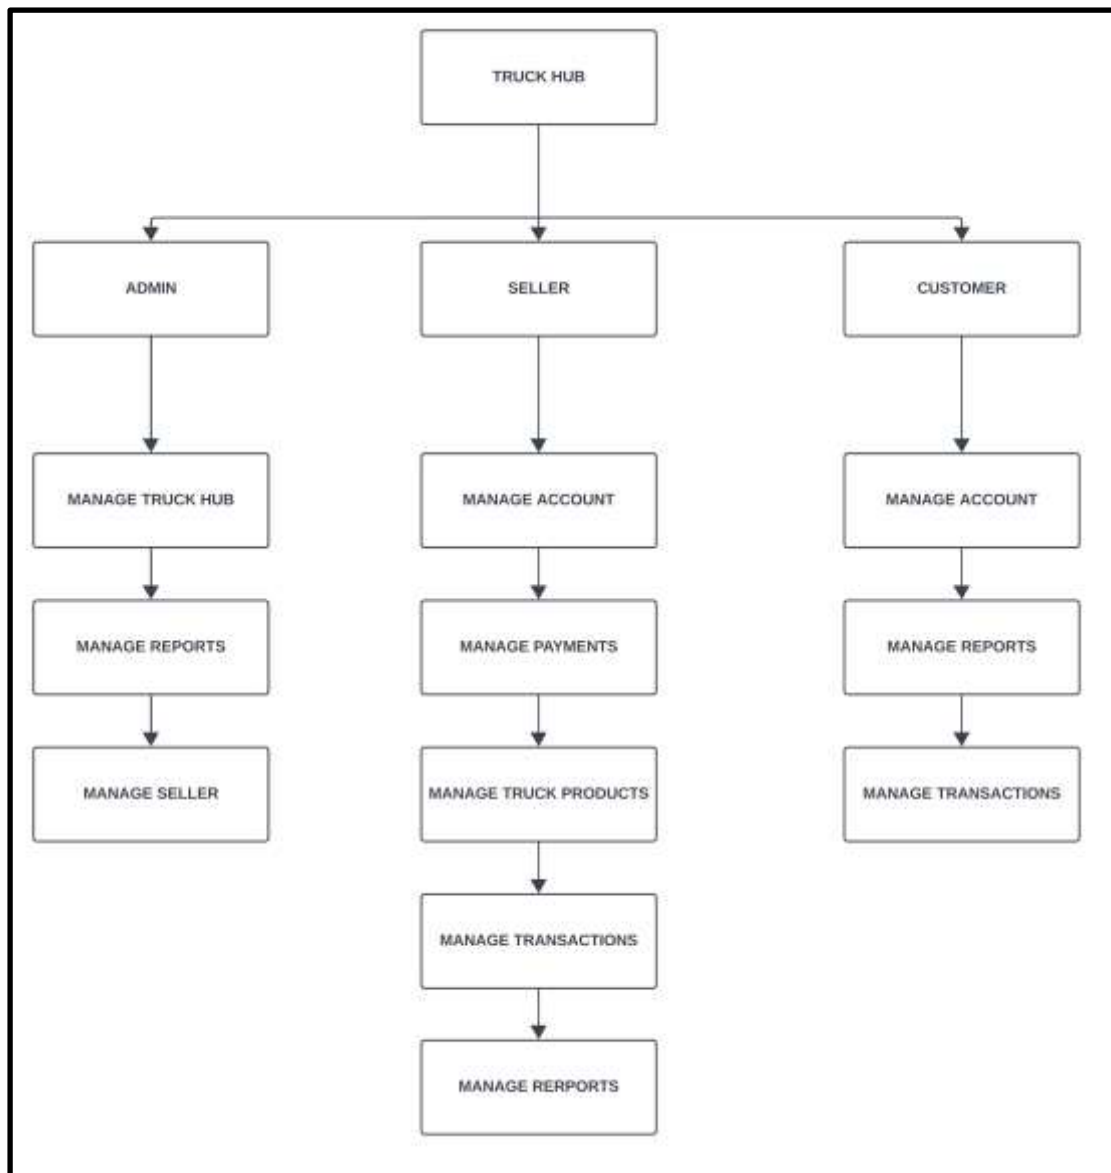 TRUCK HUB
ADMIN
SELLER
CUSTOMER
MANAGE TRUCK HUB
MANAGE ACCOUNT
MANAGE ACCOUNT
MANAGE REPORTS
MANAGE PAYMENTS
MANAGE REPORTS
MANAGE SELLER
MANAGE TRUCK PRODUCTS
MANAGE TRANSACTIONS
MANAGE TRANSACTIONS
MANAGE RERPORTS